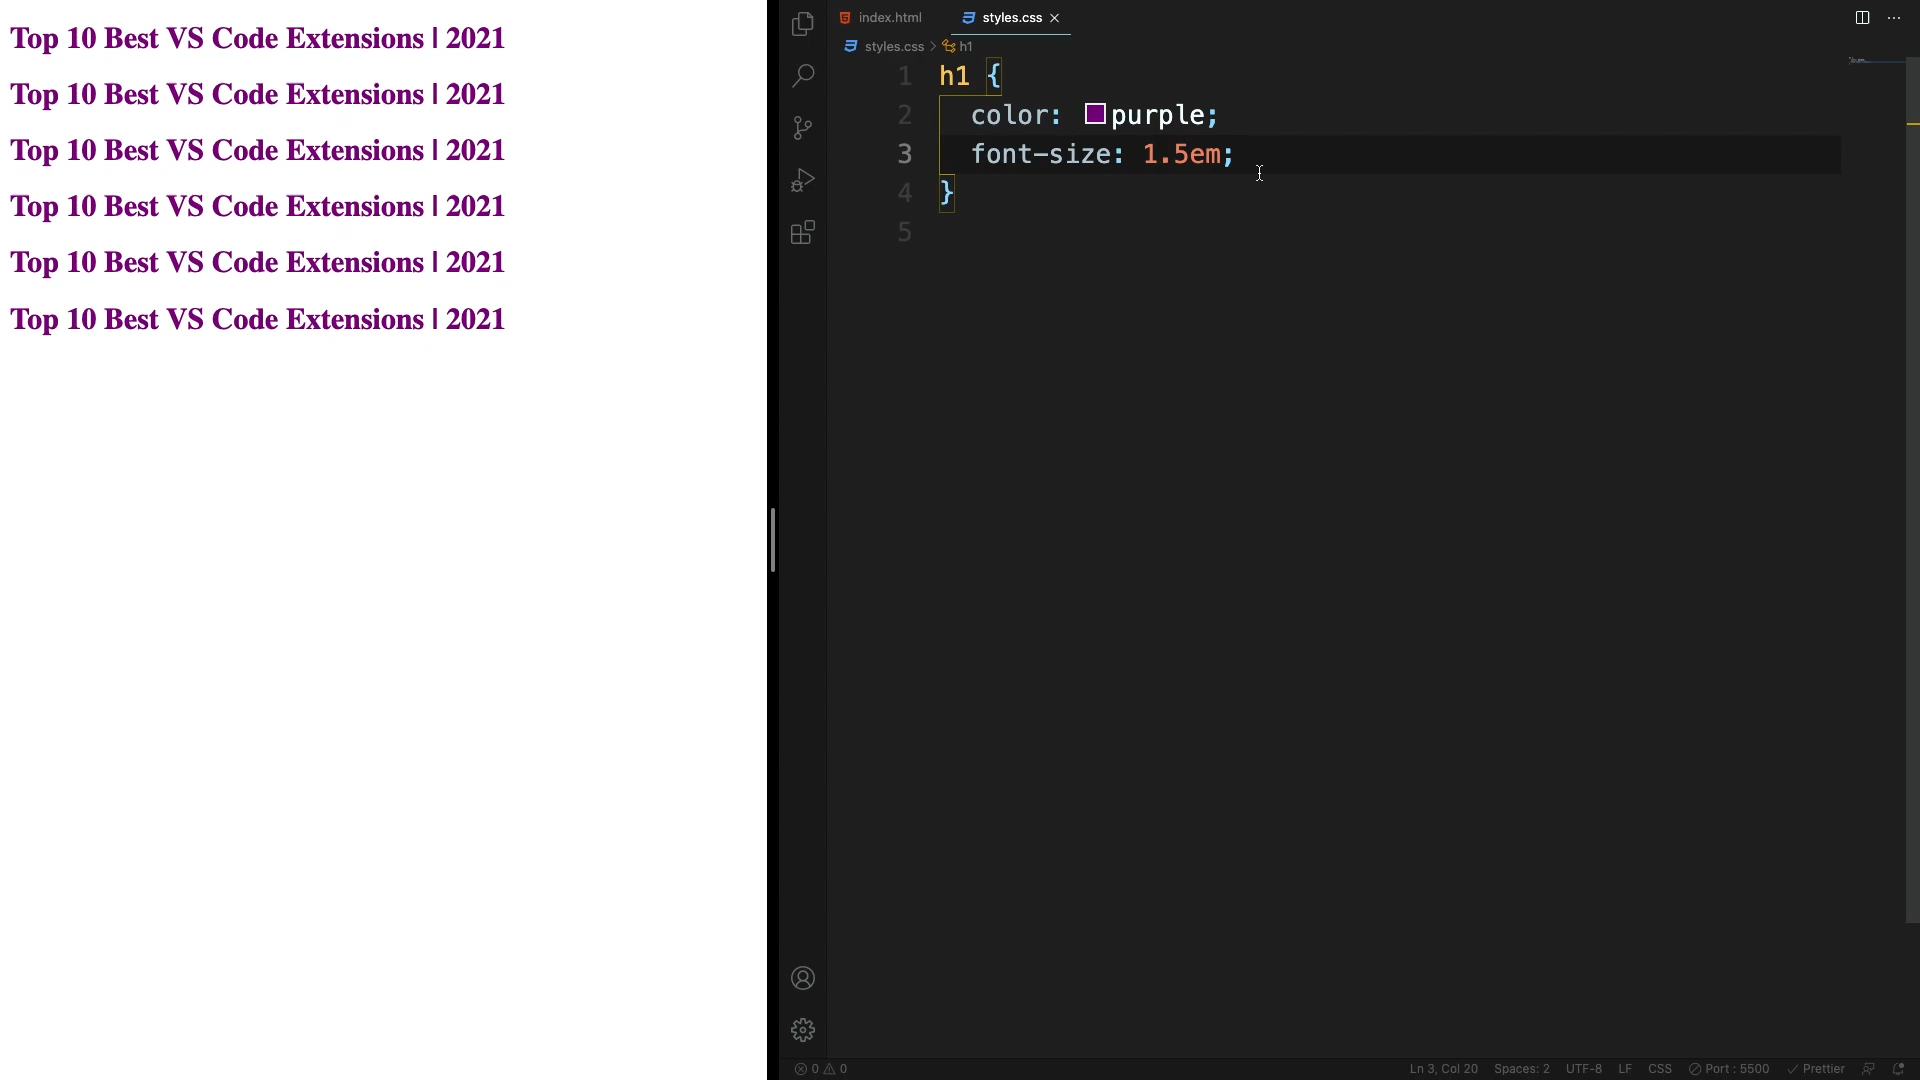 Top 10 Best VS Code Extensions | 2021
Top 10 Best VS Code Extensions | 2021
Top 10 Best VS Code Extensions | 2021
Top 10 Best VS Code Extensions | 2021
Top 10 Best VS Code Extensions | 2021
Top 10 Best VS Code Extensions | 2021
index.html styles.css
styles.css > h1
1 h1 {
2 color: purple;
3 font-size: 1.5em;
4 }
5
0 0 Ln 3, Col 20 Spaces: 2 UTF-8 LF CSS Port : 5500 Prettier